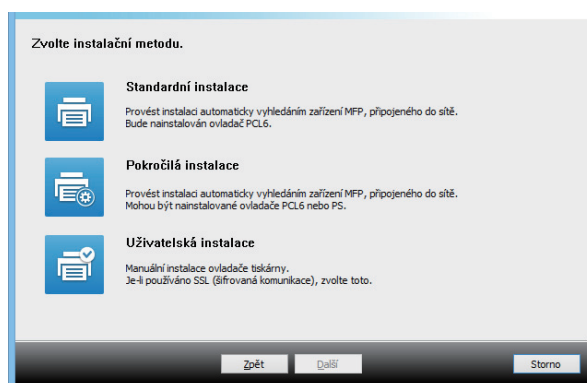 Zvolte instalační metodu.
Standardní instalace
Provést instalaci automaticky vyhledáním zařízení MFP, připojeného do sítě.
Bude nainstalován ovladač PCL6.
Pokročilá instalace
Provést instalaci automaticky vyhledáním zařízení MFP, připojeného do sítě.
Mohou být nainstalované ovladače PCL6 nebo PS.
Uživatelská instalace
Manuální instalace ovladače tiskárny.
Je-li používáno SSL (šifrovaná komunikace), zvolte toto.
Zpět Další Storno